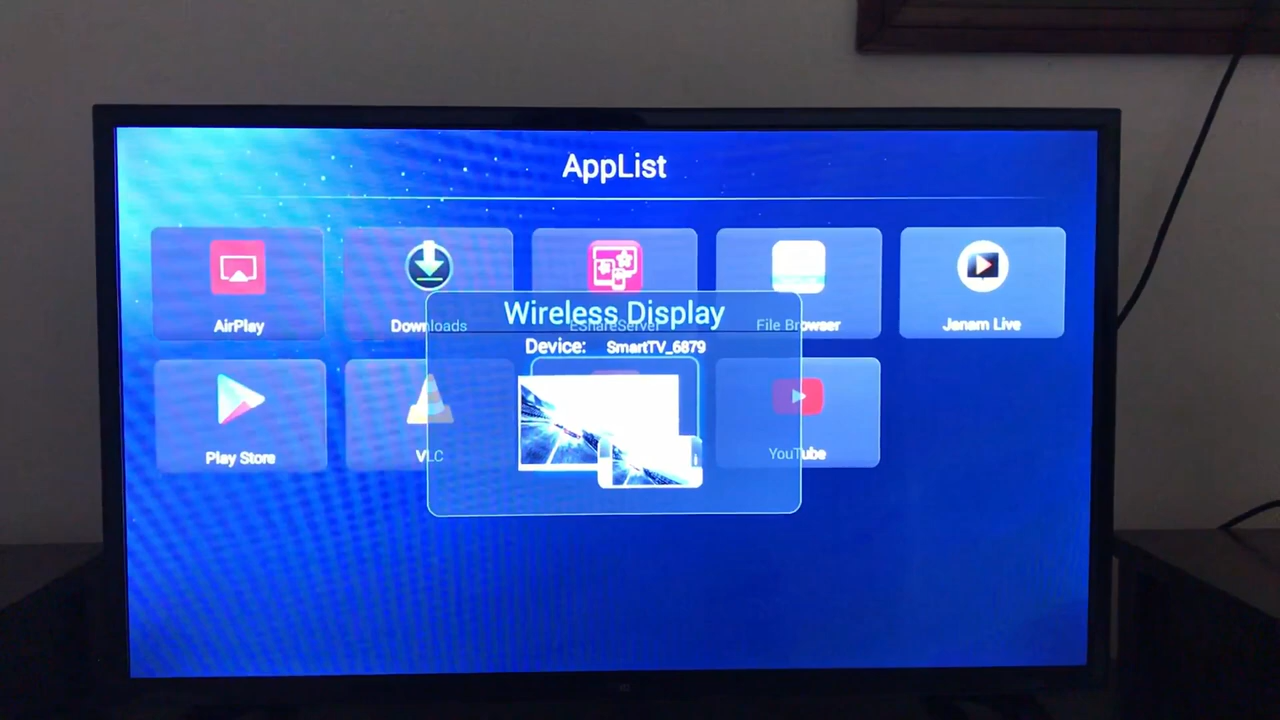 AppList
AirPlay
Downloads
EShareServer
File Browser
Janam Live
Wireless Display
Device: SmartTV_6879
Play Store
VLC
YouTube